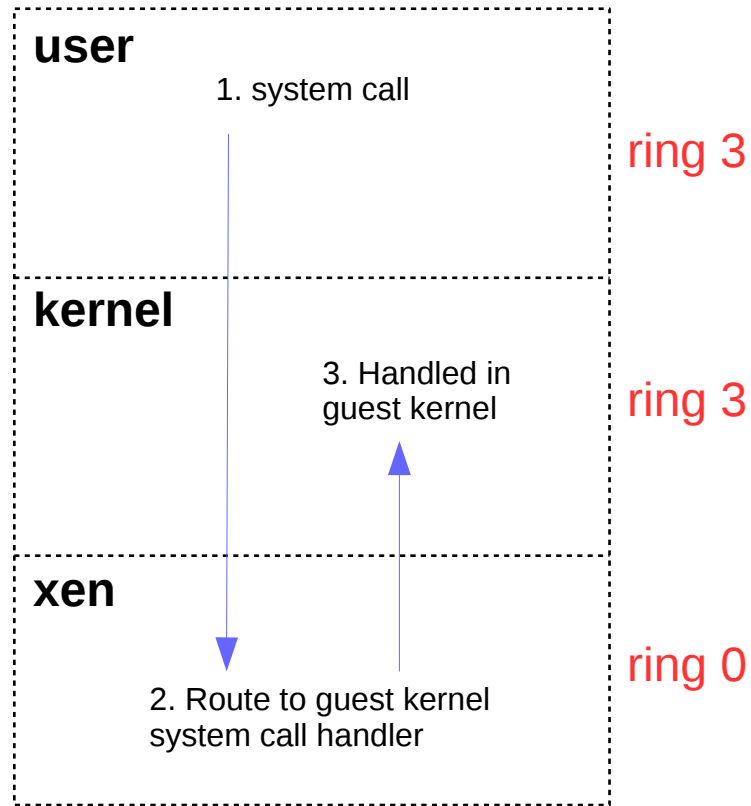 user
1. system call
ring 3
kernel
3. Handled in
guest kernel
ring 3
xen
ring 0
2. Route to guest kernel
system call handler